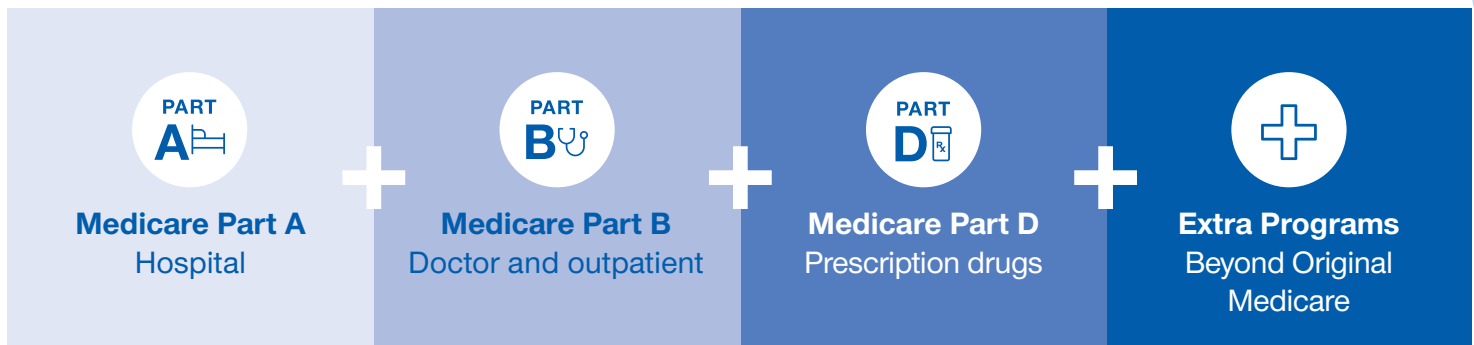 PART
A
Medicare Part A
Hospital
PART
B
Medicare Part B
Doctor and outpatient
PART
D
Rx
Medicare Part D
Prescription drugs
Extra Programs
Beyond Original
Medicare